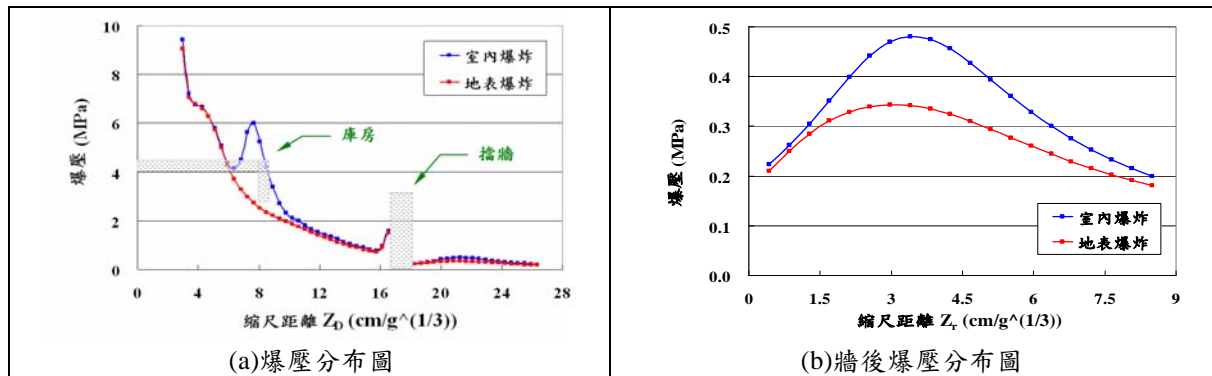 10
8
6
4
2
0
爆壓 (MPa)
室內爆炸
地表爆炸
庫房
擋牆
0 4 8 12 16 20 24 28
縮尺距離 Z_D (cm/g^(1/3))
(a)爆壓分布圖
0.5
0.4
0.3
0.2
0.1
0.0
爆壓 (MPa)
室內爆炸
地表爆炸
0 1.5 3 4.5 6 7.5 9
縮尺距離 Z_r (cm/g^(1/3))
(b)牆後爆壓分布圖